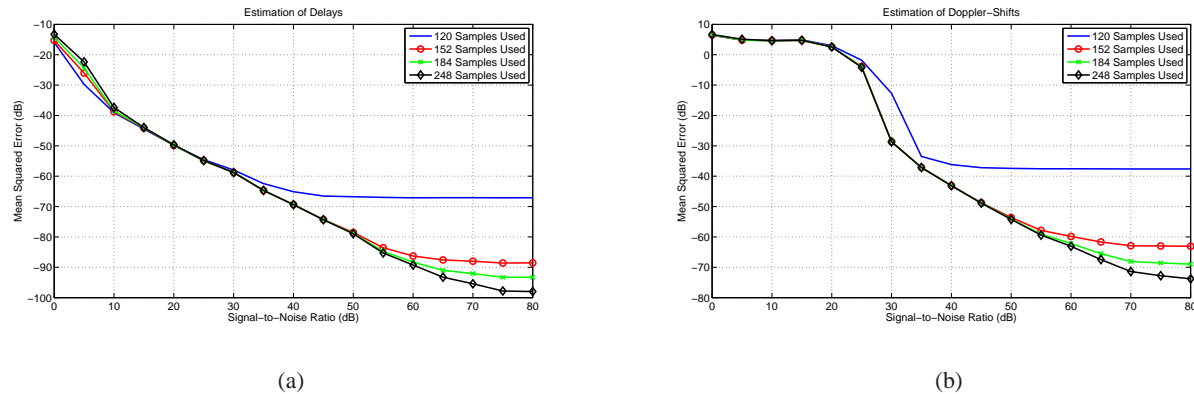 Estimation of Delays
−10
−20
−30
−40
−50
−60
−70
−80
−90
−100
Mean Squared Error (dB)
120 Samples Used
152 Samples Used
184 Samples Used
248 Samples Used
0 10 20 30 40 50 60 70 80
Signal−to−Noise Ratio (dB)
(a)
Estimation of Doppler−Shifts
10
0
−10
−20
−30
−40
−50
−60
−70
−80
Mean Squared Error (dB)
120 Samples Used
152 Samples Used
184 Samples Used
248 Samples Used
0 10 20 30 40 50 60 70 80
Signal−to−Noise Ratio (dB)
(b)